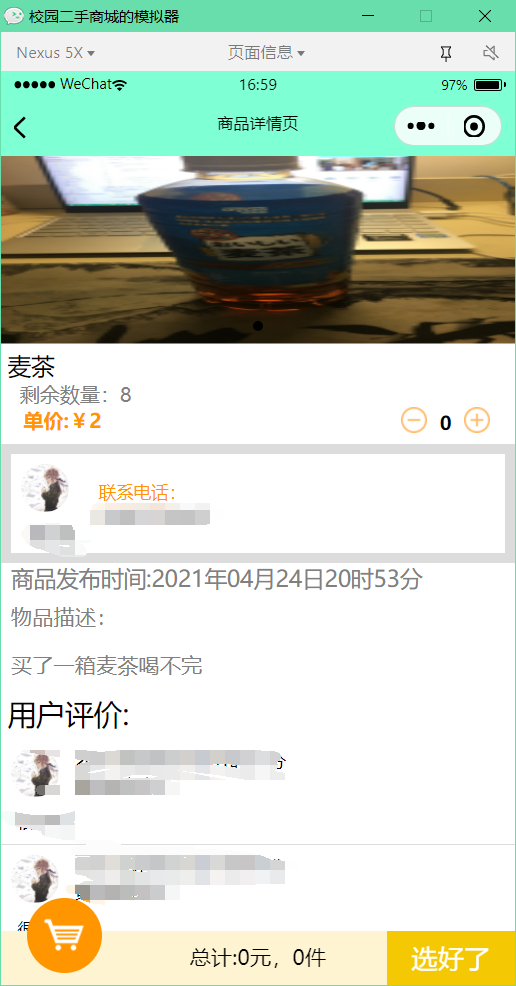 校园二手商城的模拟器
Nexus 5X 页面信息
WeChat 16:59 97%
商品详情页
麦茶
麦茶
剩余数量：8
单价:￥2 0
联系电话：
商品发布时间:2021年04月24日20时53分
物品描述：
买了一箱麦茶喝不完
用户评价:
分
总计:0元，0件 选好了